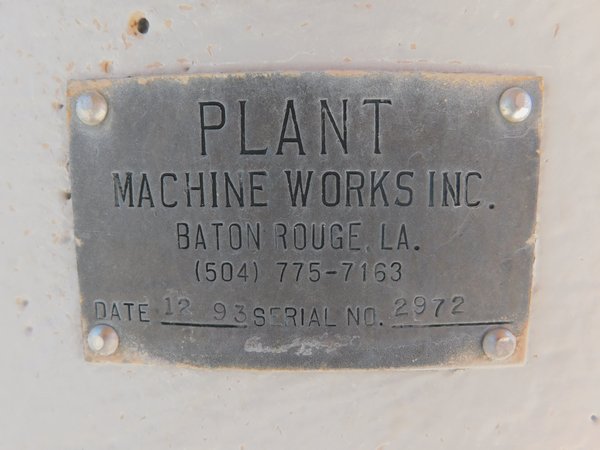 PLANT
MACHINE WORKS INC.
BATON ROUGE, LA.
(504) 775-7163
DATE 12 93 SERIAL NO. 2972